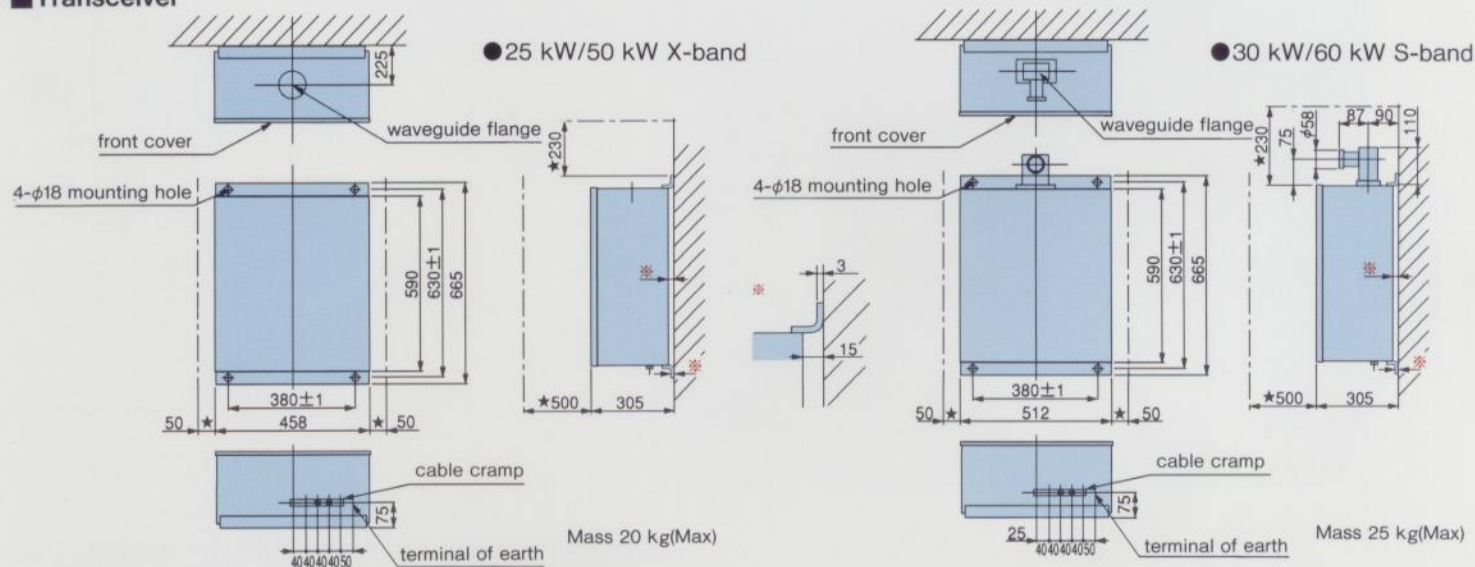 ■Transceiver
●25 kW/50 kW X-band
225
front cover
waveguide flange
★230
4-φ18 mounting hole
590
630±1
665
※
※
380±1
50 ★ 458 ★ 50
★500 305
cable cramp
75
terminal of earth
40 40 40 40 50
Mass 20 kg(Max)
※
3
15
●30 kW/60 kW S-band
front cover
waveguide flange
★230
75
φ58
87 90
110
4-φ18 mounting hole
590
630±1
665
※
※
380±1
50 ★ 512 ★ 50
★500 305
cable cramp
75
25
40 40 40 40 50
terminal of earth
Mass 25 kg(Max)